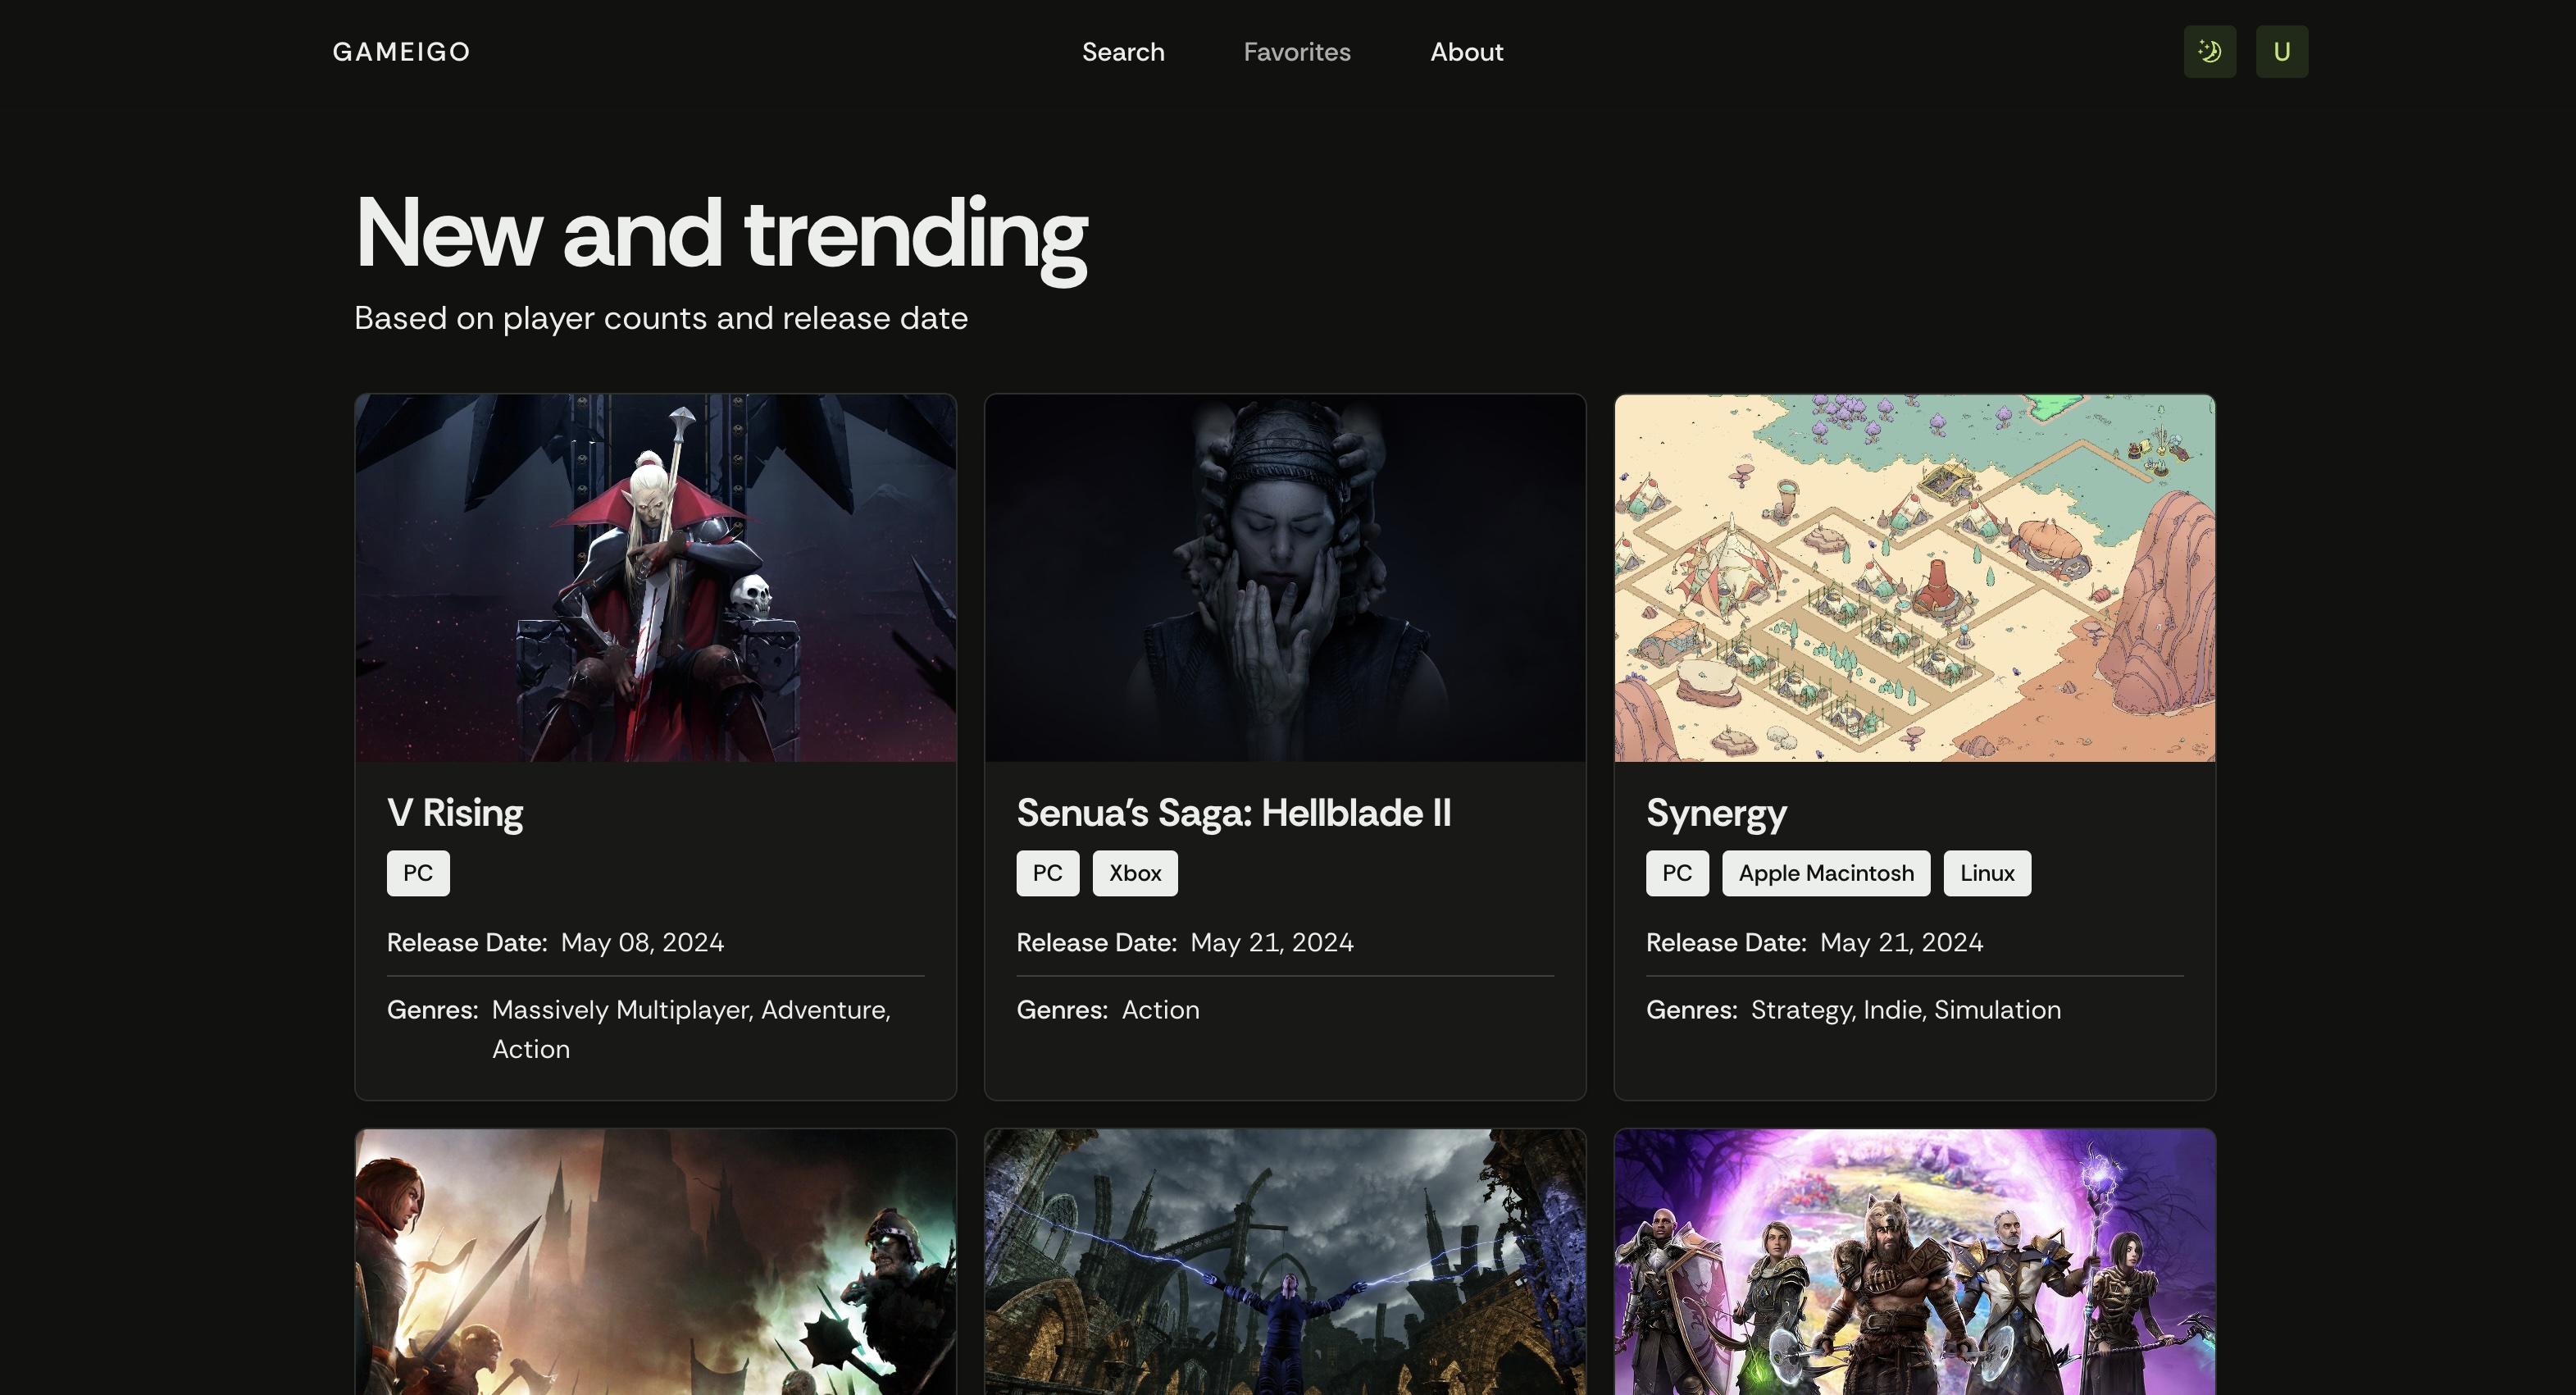 GAMEIGO
Search Favorites About
U
New and trending
Based on player counts and release date
V Rising
PC
Release Date: May 08, 2024
Genres: Massively Multiplayer, Adventure,
Action
Senua's Saga: Hellblade II
PC Xbox
Release Date: May 21, 2024
Genres: Action
Synergy
PC Apple Macintosh Linux
Release Date: May 21, 2024
Genres: Strategy, Indie, Simulation